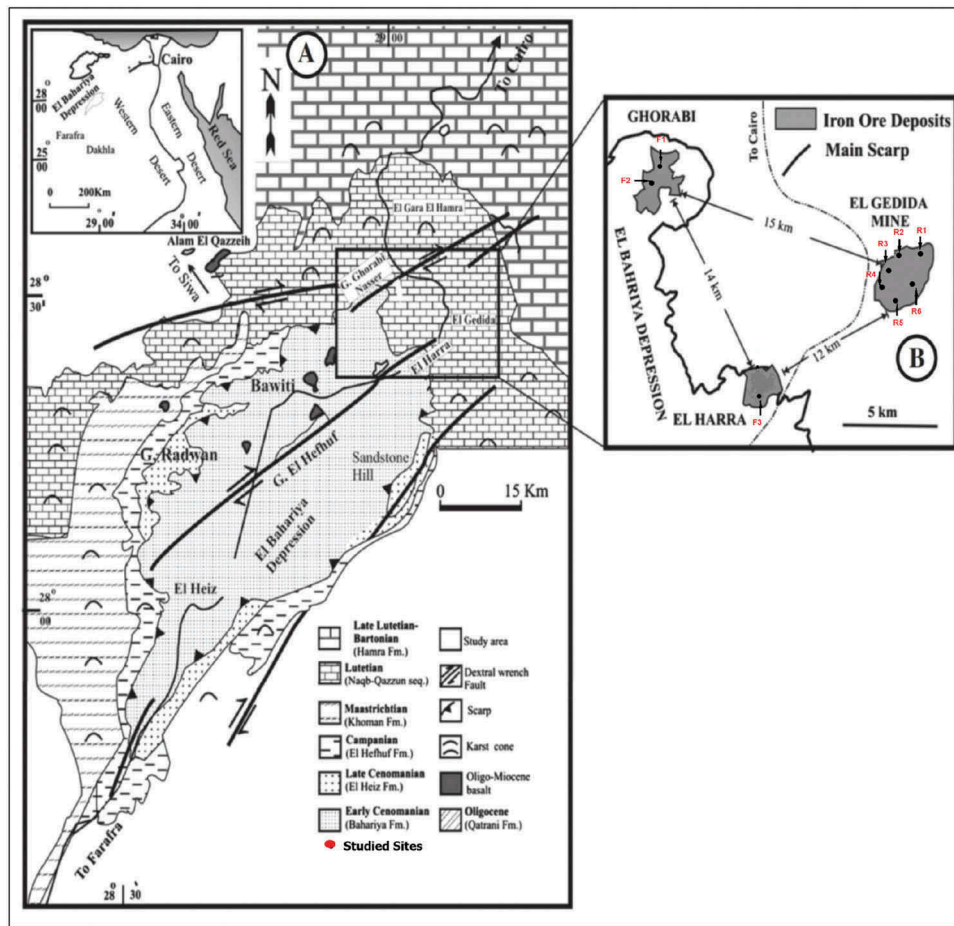 A
29 00
N
To Cairo
Cairo
El Bahariya
Depression
28
00
Western
Desert
Eastern
Desert
Red Sea
Farafra
Dakhla
25
00
0 200Km
29 00
34 00
Alam El Qazzeih
To Siwa
28
30
El Gara El Hamra
G. Ghorabi
Nasser
El Gedida
El Harra
Bawiti
G. Radwan
G. El Hefhuf
Sandstone
Hill
0 15 Km
El Bahariya
Depression
El Heiz
28
00
To Farafra
28 30
Late Lutetian-
Bartonian
(Hamra Fm.)
Lutetian
(Naqb-Qazzun seq.)
Maastrichtian
(Khoman Fm.)
Campanian
(El Hefhuf Fm.)
Late Cenomanian
(El Heiz Fm.)
Early Cenomanian
(Bahariya Fm.)
Studied Sites
Study area
Dextral wrench
Fault
Scarp
Karst cone
Oligo-Miocene
basalt
Oligocene
(Qatrani Fm.)
GHORABI
F1
F2
To Cairo
Iron Ore Deposits
Main Scarp
EL GEDIDA
MINE
R1
R2
R3
R4
R5
R6
15 km
14 km
12 km
EL BAHRIYA DEPRESSION
EL HARRA
F3
B
5 km